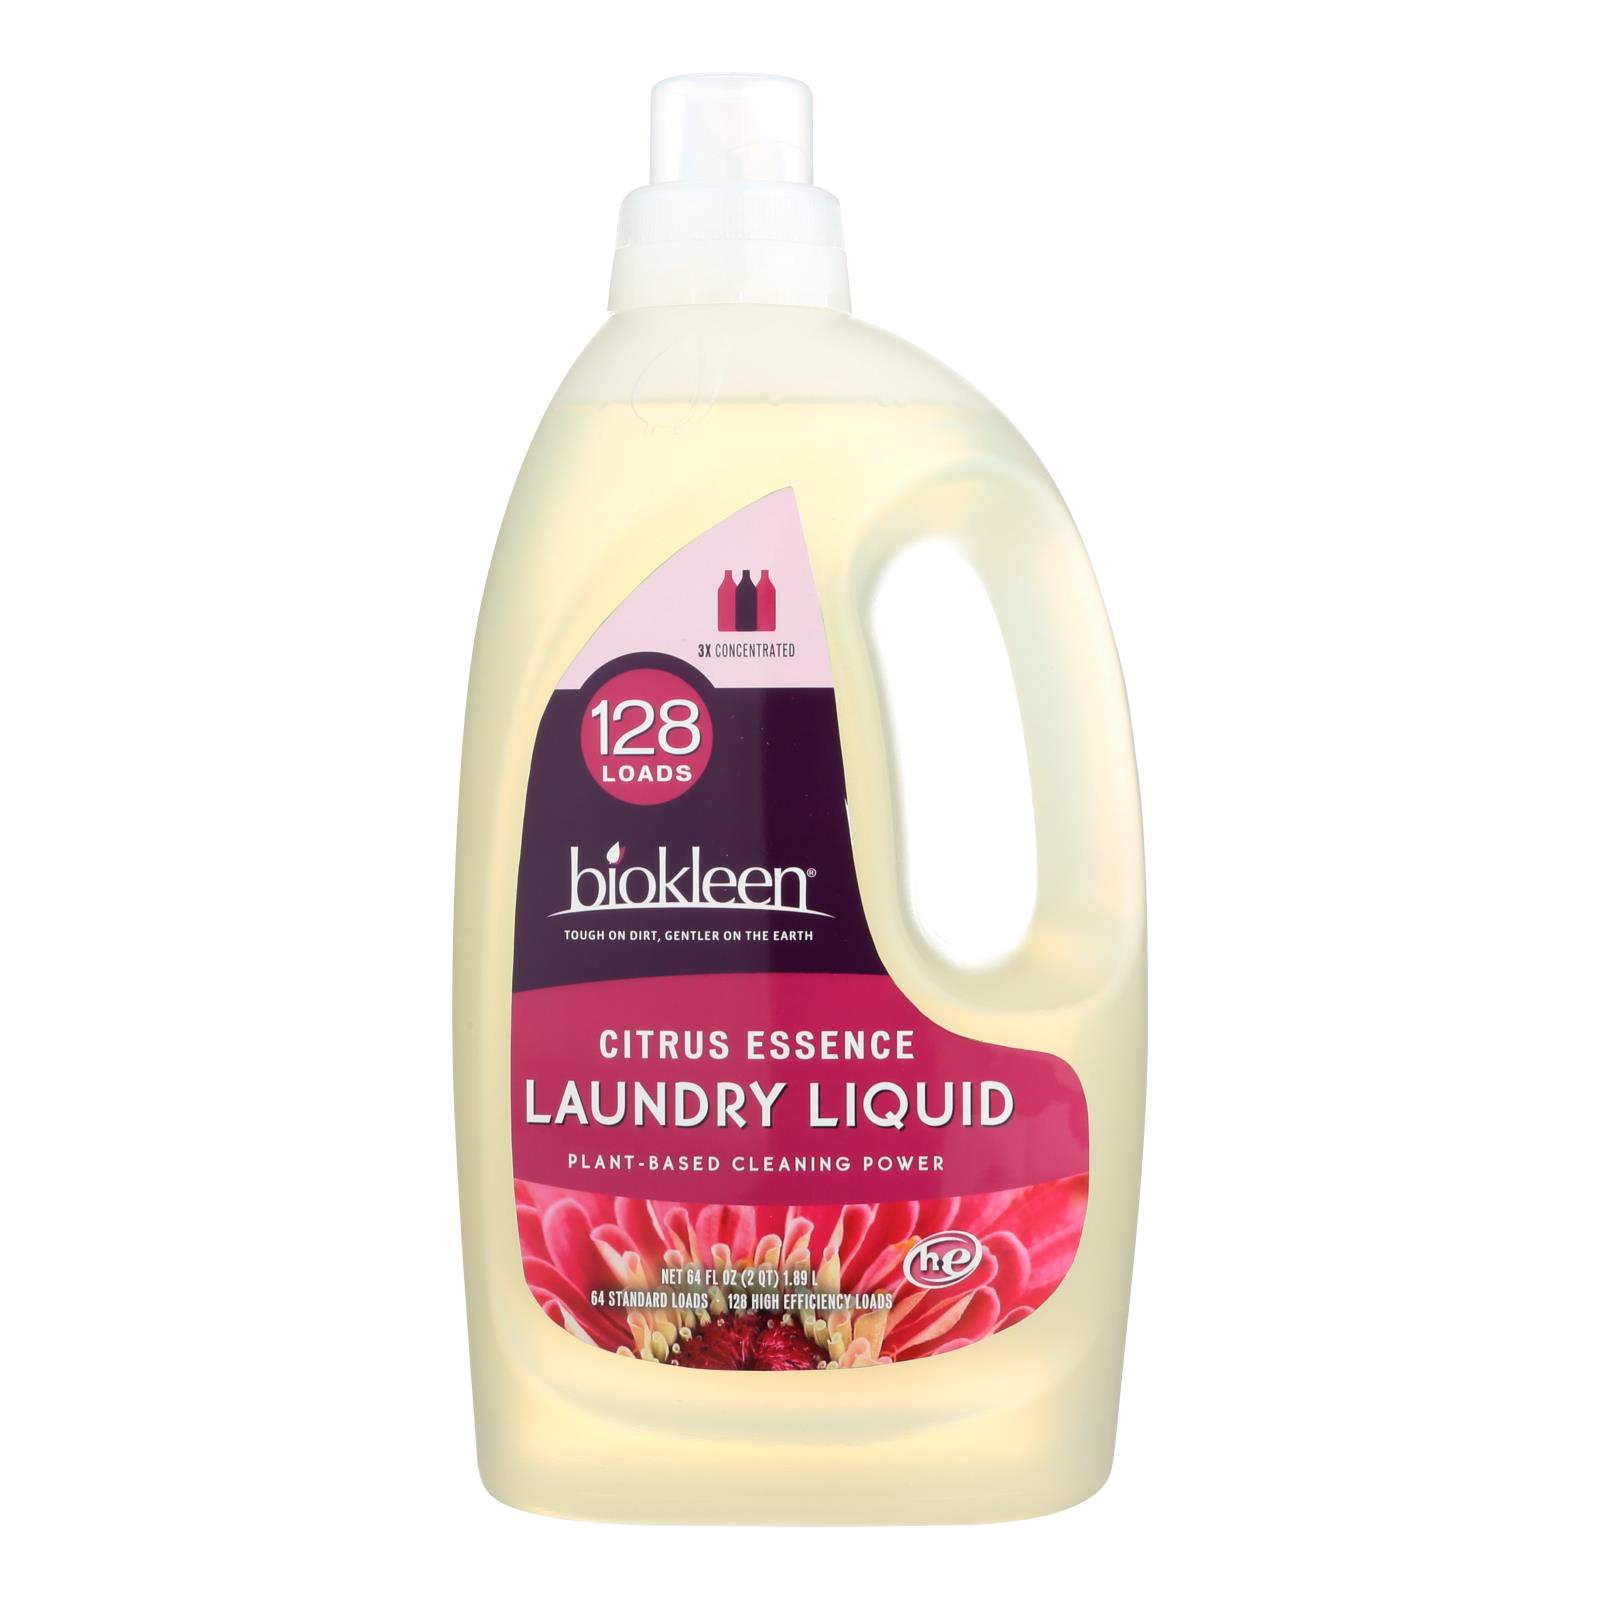 3X CONCENTRATED
128
LOADS
biokleen®
TOUGH ON DIRT, GENTLER ON THE EARTH
CITRUS ESSENCE
LAUNDRY LIQUID
PLANT-BASED CLEANING POWER
he
NET 64 FL OZ (2 QT) 1.89 L
64 STANDARD LOADS · 128 HIGH EFFICIENCY LOADS